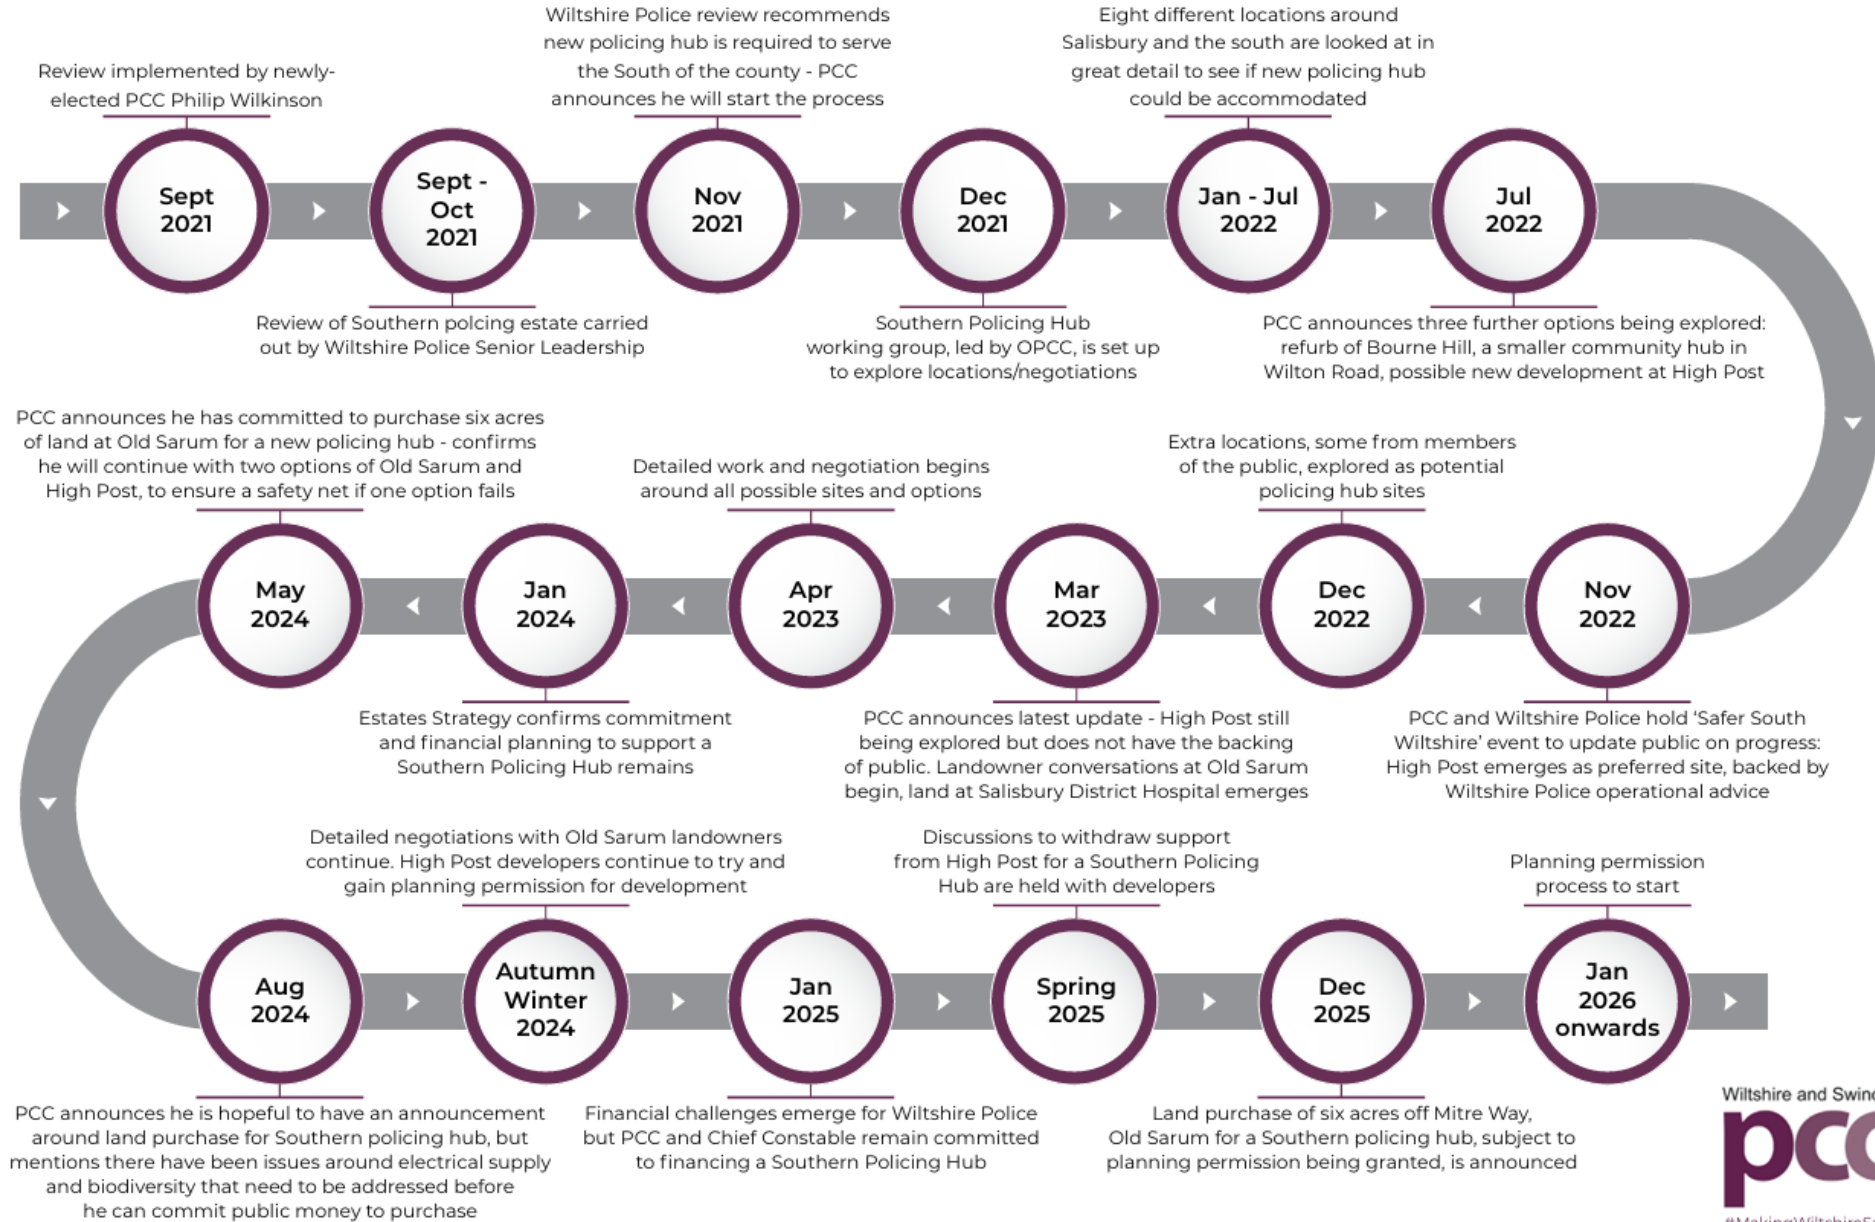 Review implemented by newly-
elected PCC Philip Wilkinson
Sept
2021
Sept -
Oct
2021
Review of Southern polcing estate carried
out by Wiltshire Police Senior Leadership
Wiltshire Police review recommends
new policing hub is required to serve
the South of the county - PCC
announces he will start the process
Nov
2021
Dec
2021
Southern Policing Hub
working group, led by OPCC, is set up
to explore locations/negotiations
Eight different locations around
Salisbury and the south are looked at in
great detail to see if new policing hub
could be accommodated
Jan - Jul
2022
Jul
2022
PCC announces three further options being explored:
refurb of Bourne Hill, a smaller community hub in
Wilton Road, possible new development at High Post
Nov
2022
PCC and Wiltshire Police hold ‘Safer South
Wiltshire’ event to update public on progress:
High Post emerges as preferred site, backed by
Wiltshire Police operational advice
Extra locations, some from members
of the public, explored as potential
policing hub sites
Dec
2022
Mar
2O23
PCC announces latest update - High Post still
being explored but does not have the backing
of public. Landowner conversations at Old Sarum
begin, land at Salisbury District Hospital emerges
Detailed work and negotiation begins
around all possible sites and options
Apr
2023
Jan
2024
Estates Strategy confirms commitment
and financial planning to support a
Southern Policing Hub remains
PCC announces he has committed to purchase six acres
of land at Old Sarum for a new policing hub - confirms
he will continue with two options of Old Sarum and
High Post, to ensure a safety net if one option fails
May
2024
Aug
2024
PCC announces he is hopeful to have an announcement
around land purchase for Southern policing hub, but
mentions there have been issues around electrical supply
and biodiversity that need to be addressed before
he can commit public money to purchase
Detailed negotiations with Old Sarum landowners
continue. High Post developers continue to try and
gain planning permission for development
Autumn
Winter
2024
Jan
2025
Financial challenges emerge for Wiltshire Police
but PCC and Chief Constable remain committed
to financing a Southern Policing Hub
Discussions to withdraw support
from High Post for a Southern Policing
Hub are held with developers
Spring
2025
Dec
2025
Land purchase of six acres off Mitre Way,
Old Sarum for a Southern policing hub, subject to
planning permission being granted, is announced
Planning permission
process to start
Jan
2026
onwards
Wiltshire and Swind
pcc